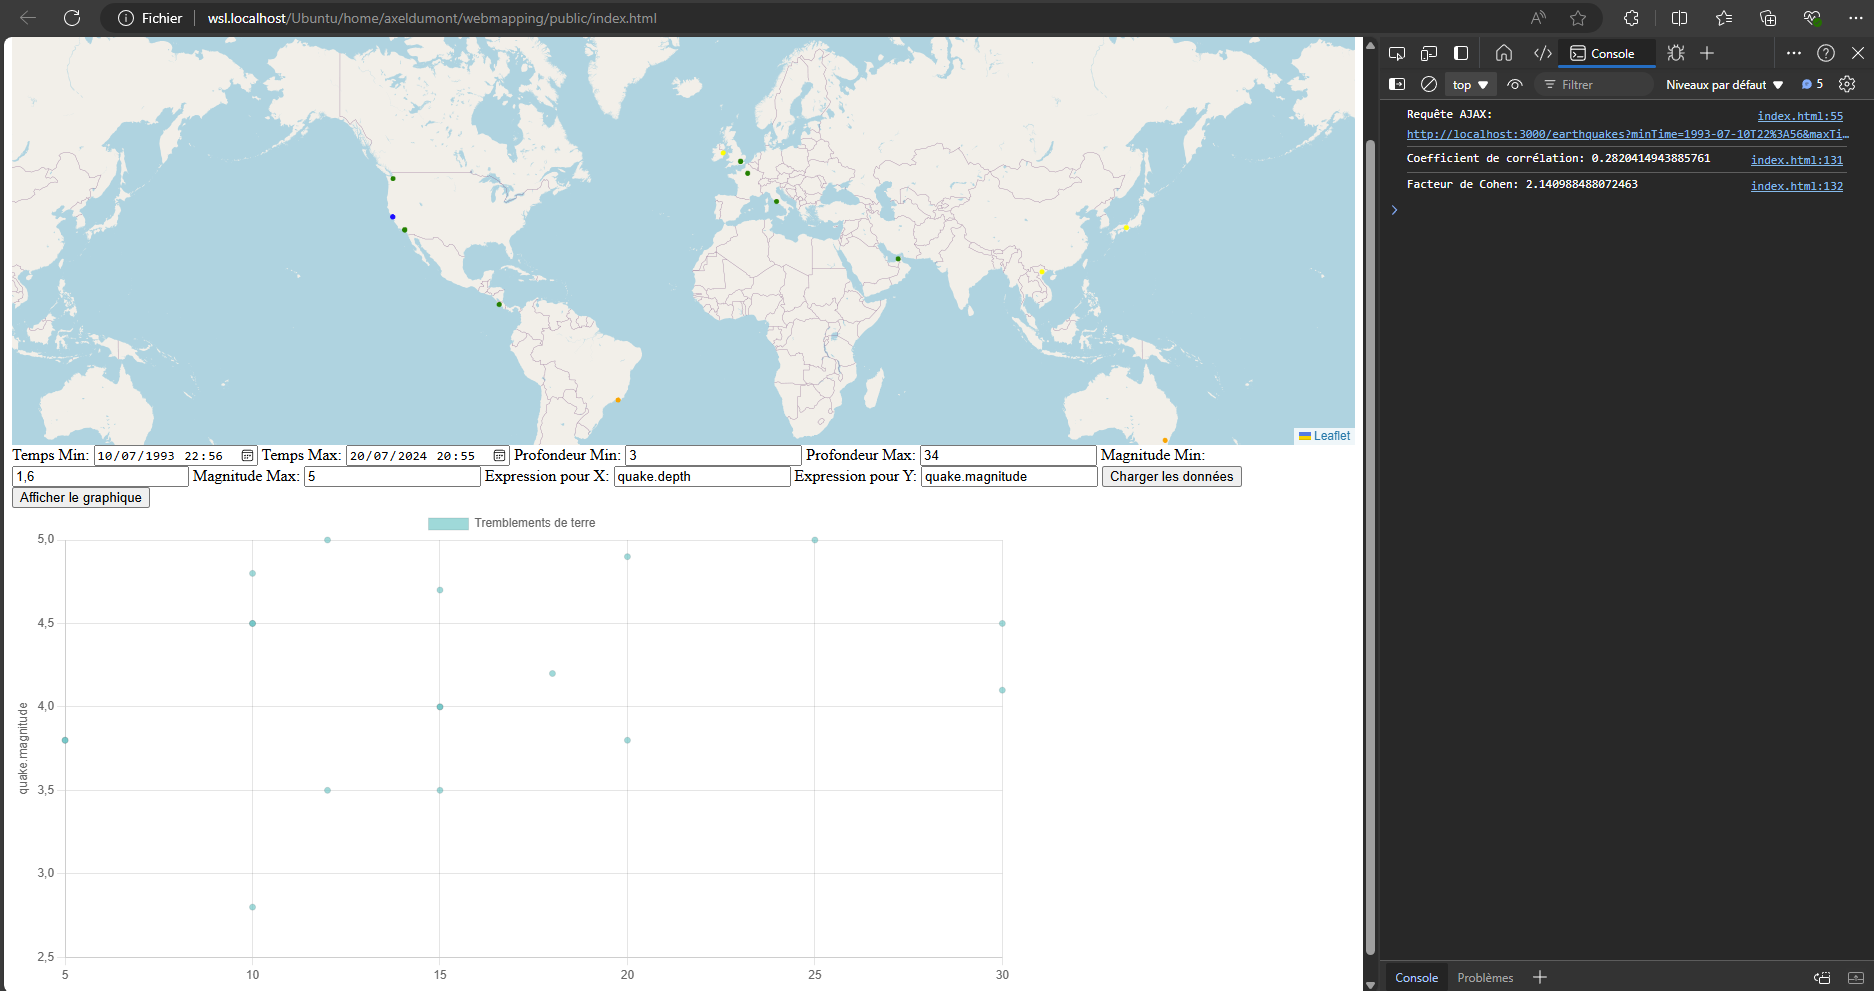 Fichier wsl.localhost/Ubuntu/home/axeldumont/webmapping/public/index.html
Console
top Filtrer Niveaux par défaut 5
Requête AJAX: index.html:55
http://localhost:3000/earthquakes?minTime=1993-07-10T22%3A56&maxTi…
Coefficient de corrélation: 0.2820414943885761 index.html:131
Facteur de Cohen: 2.140988488072463 index.html:132
Leaflet
Temps Min: 10/07/1993 22:56 Temps Max: 20/07/2024 20:55 Profondeur Min: 3 Profondeur Max: 34 Magnitude Min:
1,6 Magnitude Max: 5 Expression pour X: quake.depth Expression pour Y: quake.magnitude Charger les données
Afficher le graphique
Tremblements de terre
5,0
4,5
4,0
3,5
3,0
2,5
quake.magnitude
5 10 15 20 25 30
Console Problèmes